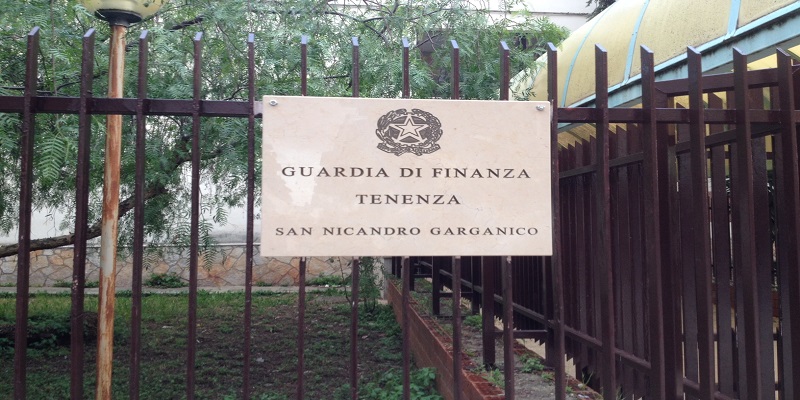 GUARDIA DI FINANZA
TENENZA
SAN NICANDRO GARGANICO